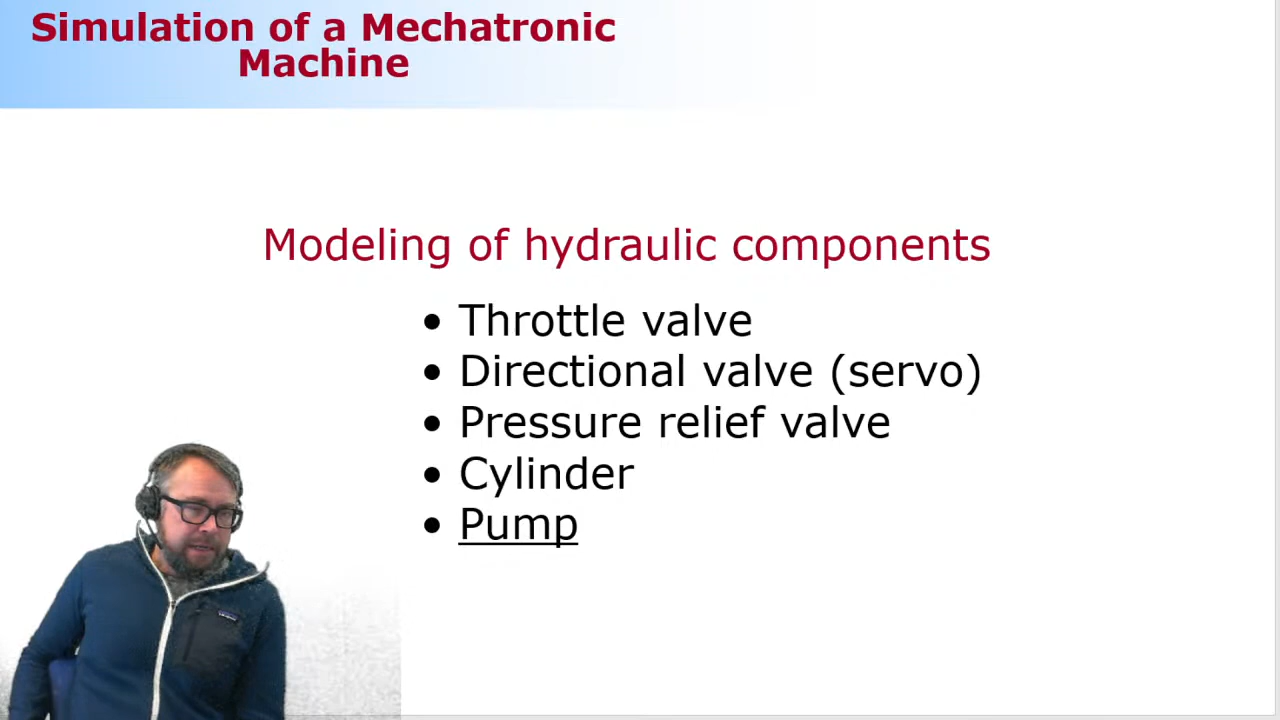 Simulation of a Mechatronic
Machine
Modeling of hydraulic components
• Throttle valve
• Directional valve (servo)
• Pressure relief valve
• Cylinder
• Pump